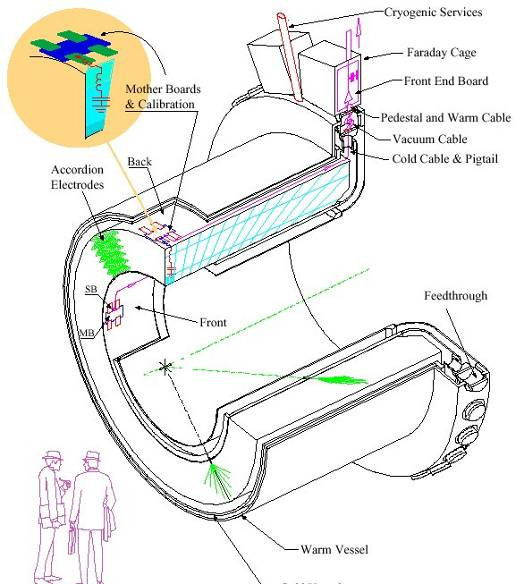 Cryogenic Services
Faraday Cage
Front End Board
Mother Boards
& Calibration
Pedestal and Warm Cable
Vacuum Cable
Cold Cable & Pigtail
Back
Accordion
Electrodes
SB
MB
Front
Feedthrough
Warm Vessel